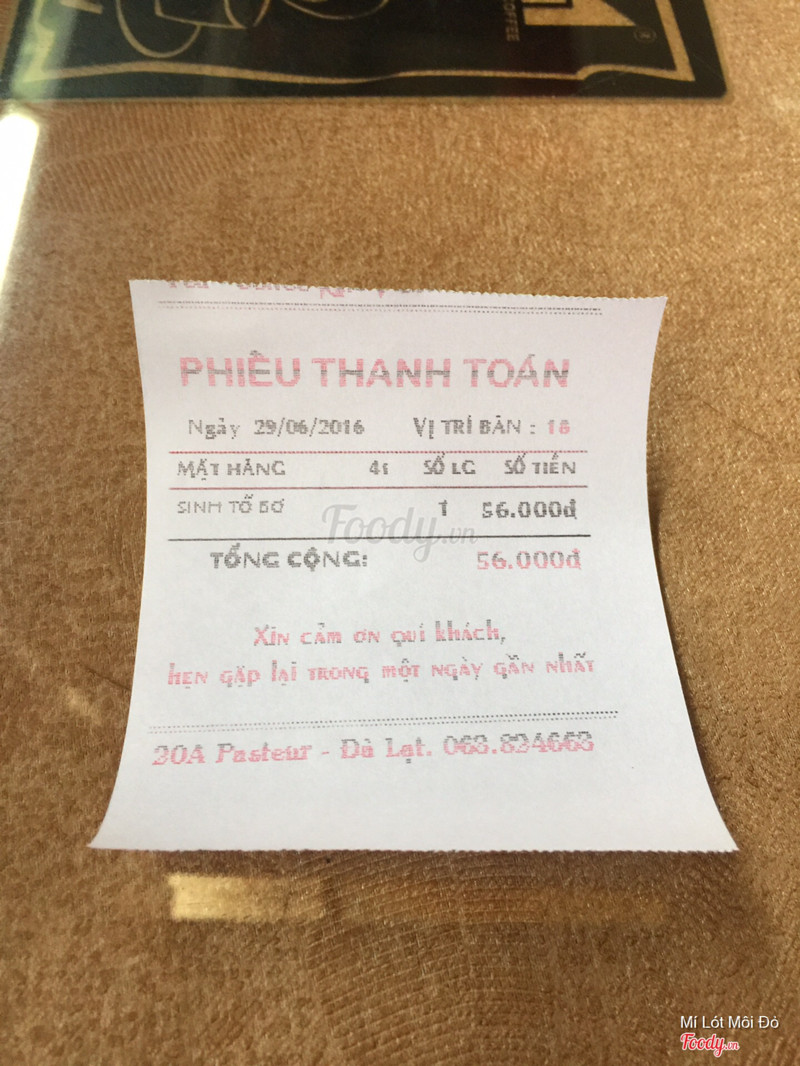 COFFEE
PHIẾU THANH TOÁN
Ngày 29/06/2016 VỊ TRÍ BÀN : 18
MẶT HÀNG 41 SỐ LG SỐ TIỀN
SINH TỐ BƠ 1 56.000đ
TỔNG CỘNG: 56.000đ
Foody.vn
Xin cảm ơn quí khách,
hẹn gặp lại trong một ngày gần nhất
20A Pasteur - Đà Lạt. 063.824663
Mí Lót Môi Đỏ
Foody.vn